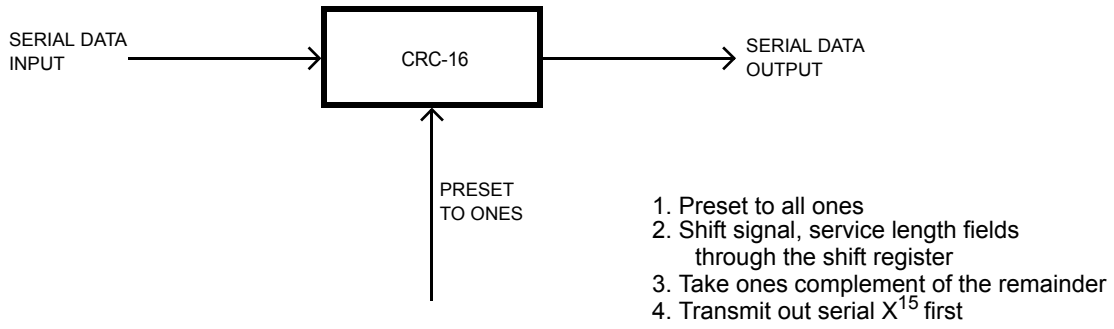 SERIAL DATA
INPUT
CRC-16
SERIAL DATA
OUTPUT
PRESET
TO ONES
1. Preset to all ones
2. Shift signal, service length fields
through the shift register
3. Take ones complement of the remainder
4. Transmit out serial X15 first